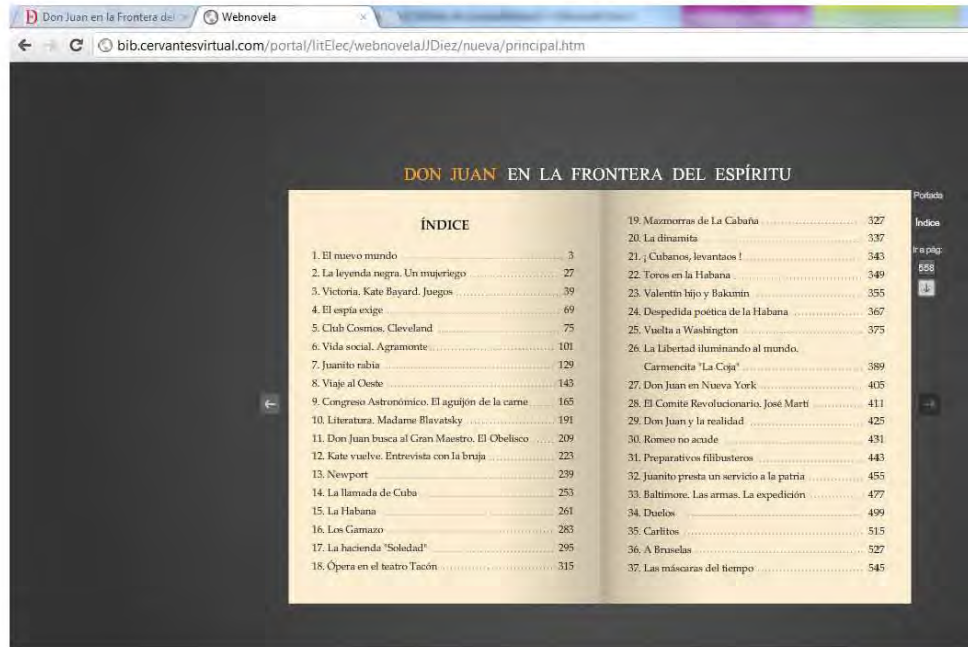 Don Juan en la Frontera del
Webnovela
bib.cervantesvirtual.com/portal/litElec/webnovelaJJDiez/nueva/principal.htm
DON JUAN EN LA FRONTERA DEL ESPÍRITU
ÍNDICE
1. El nuevo mundo 3
2. La leyenda negra. Un mujeriego 27
3. Victoria. Kate Bayard. Juegos 39
4. El espía exige 69
5. Club Cosmos. Cleveland 75
6. Vida social. Agramonte 101
7. Juanito rabia 129
8. Viaje al Oeste 143
9. Congreso Astronómico. El aguijón de la carne 165
10. Literatura. Madame Blavatsky 191
11. Don Juan busca al Gran Maestro. El Obelisco 209
12. Kate vuelve. Entrevista con la bruja 223
13. Newport 239
14. La llamada de Cuba 253
15. La Habana 261
16. Los Gamazo 283
17. La hacienda "Soledad" 295
18. Ópera en el teatro Tacón 315
19. Mazmorras de La Cabaña 327
20. La dinamita 337
21. ¡ Cubanos, levantaos ! 343
22. Toros en la Habana 349
23. Valentín hijo y Bakunin 355
24. Despedida poética de la Habana 367
25. Vuelta a Washington 375
26. La Libertad iluminando al mundo.
Carmencita "La Coja" 389
27. Don Juan en Nueva York 405
28. El Comité Revolucionario. José Martí 411
29. Don Juan y la realidad 425
30. Romeo no acude 431
31. Preparativos filibusteros 443
32. Juanito presta un servicio a la patria 455
33. Baltimore. Las armas. La expedición 477
34. Duelos 499
35. Carlitos 515
36. A Bruselas 527
37. Las máscaras del tiempo 545
Portada
Índice
Ir a pág:
558